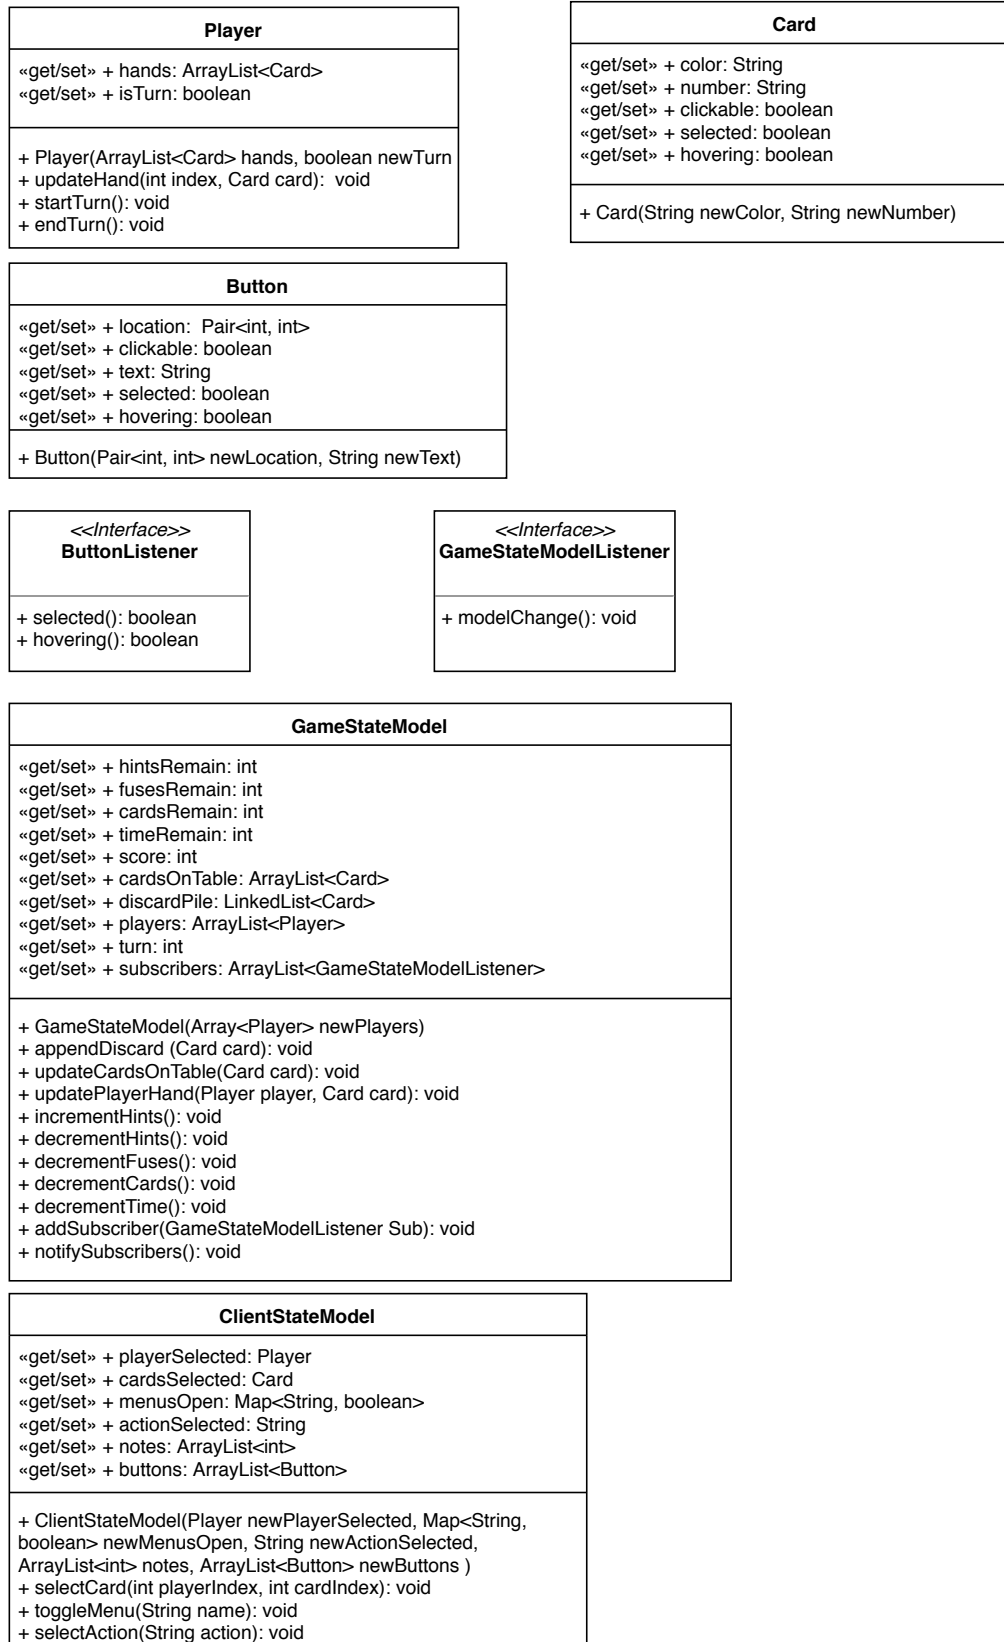 Player
«get/set» + hands: ArrayList<Card>
«get/set» + isTurn: boolean
+ Player(ArrayList<Card> hands, boolean newTurn
+ updateHand(int index, Card card):  void
+ startTurn(): void
+ endTurn(): void
Card
«get/set» + color: String
«get/set» + number: String
«get/set» + clickable: boolean
«get/set» + selected: boolean
«get/set» + hovering: boolean
+ Card(String newColor, String newNumber)
Button
«get/set» + location:  Pair<int, int>
«get/set» + clickable: boolean
«get/set» + text: String
«get/set» + selected: boolean
«get/set» + hovering: boolean
+ Button(Pair<int, int> newLocation, String newText)
<<Interface>>
ButtonListener
+ selected(): boolean
+ hovering(): boolean
<<Interface>>
GameStateModelListener
+ modelChange(): void
GameStateModel
«get/set» + hintsRemain: int
«get/set» + fusesRemain: int
«get/set» + cardsRemain: int
«get/set» + timeRemain: int
«get/set» + score: int
«get/set» + cardsOnTable: ArrayList<Card>
«get/set» + discardPile: LinkedList<Card>
«get/set» + players: ArrayList<Player>
«get/set» + turn: int
«get/set» + subscribers: ArrayList<GameStateModelListener>
+ GameStateModel(Array<Player> newPlayers)
+ appendDiscard (Card card): void
+ updateCardsOnTable(Card card): void
+ updatePlayerHand(Player player, Card card): void
+ incrementHints(): void
+ decrementHints(): void
+ decrementFuses(): void
+ decrementCards(): void
+ decrementTime(): void
+ addSubscriber(GameStateModelListener Sub): void
+ notifySubscribers(): void
ClientStateModel
«get/set» + playerSelected: Player
«get/set» + cardsSelected: Card
«get/set» + menusOpen: Map<String, boolean>
«get/set» + actionSelected: String
«get/set» + notes: ArrayList<int>
«get/set» + buttons: ArrayList<Button>
+ ClientStateModel(Player newPlayerSelected, Map<String,
boolean> newMenusOpen, String newActionSelected,
ArrayList<int> notes, ArrayList<Button> newButtons )
+ selectCard(int playerIndex, int cardIndex): void
+ toggleMenu(String name): void
+ selectAction(String action): void